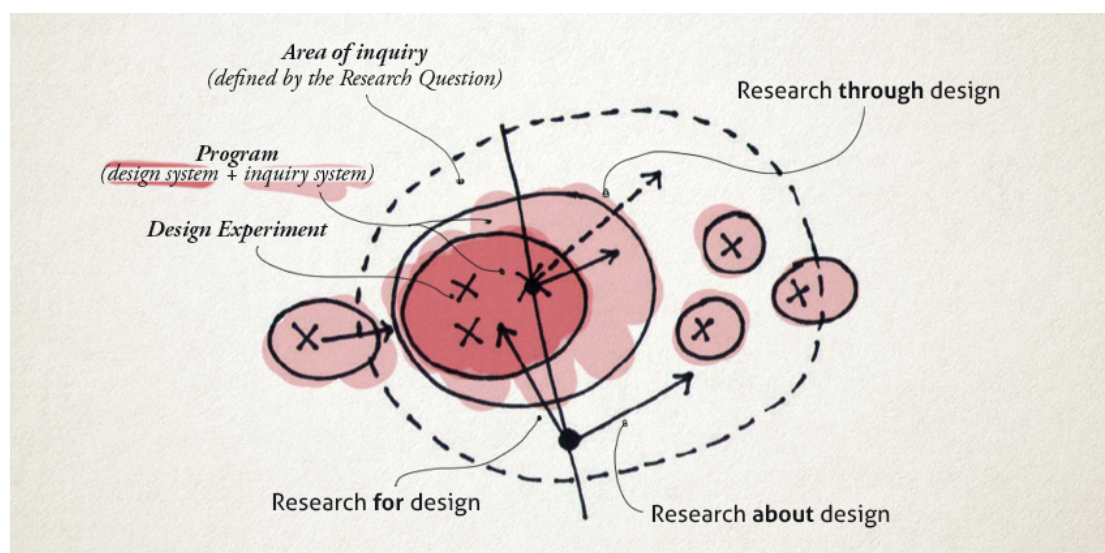 Area of inquiry
(defined by the Research Question)
Research through design
Program
(design system + inquiry system)
Design Experiment
Research for design
Research about design